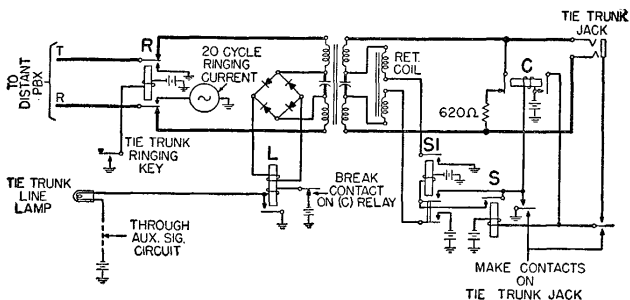 TIE TRUNK
JACK
T
R
20 CYCLE
RINGING
CURRENT
RET.
COIL
C
TO
DISTANT
PBX
R
620Ω
TIE TRUNK
RINGING
KEY
L
S1
S
TIE TRUNK
LINE
LAMP
BREAK
CONTACT
ON (C) RELAY
THROUGH
AUX. SIG.
CIRCUIT
MAKE CONTACTS
ON
TIE TRUNK JACK